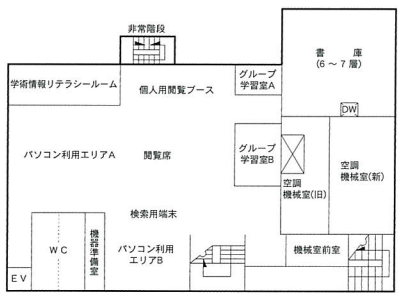 非常階段
書 庫
(6～7層)
学術情報リテラシールーム
個人用閲覧ブース
グループ
学習室A
DW
パソコン利用エリアA
閲覧席
グループ
学習室B
空調
機械室(旧)
空調
機械室(新)
検索用端末
WC
機器準備室
パソコン利用
エリアB
機械室前室
EV